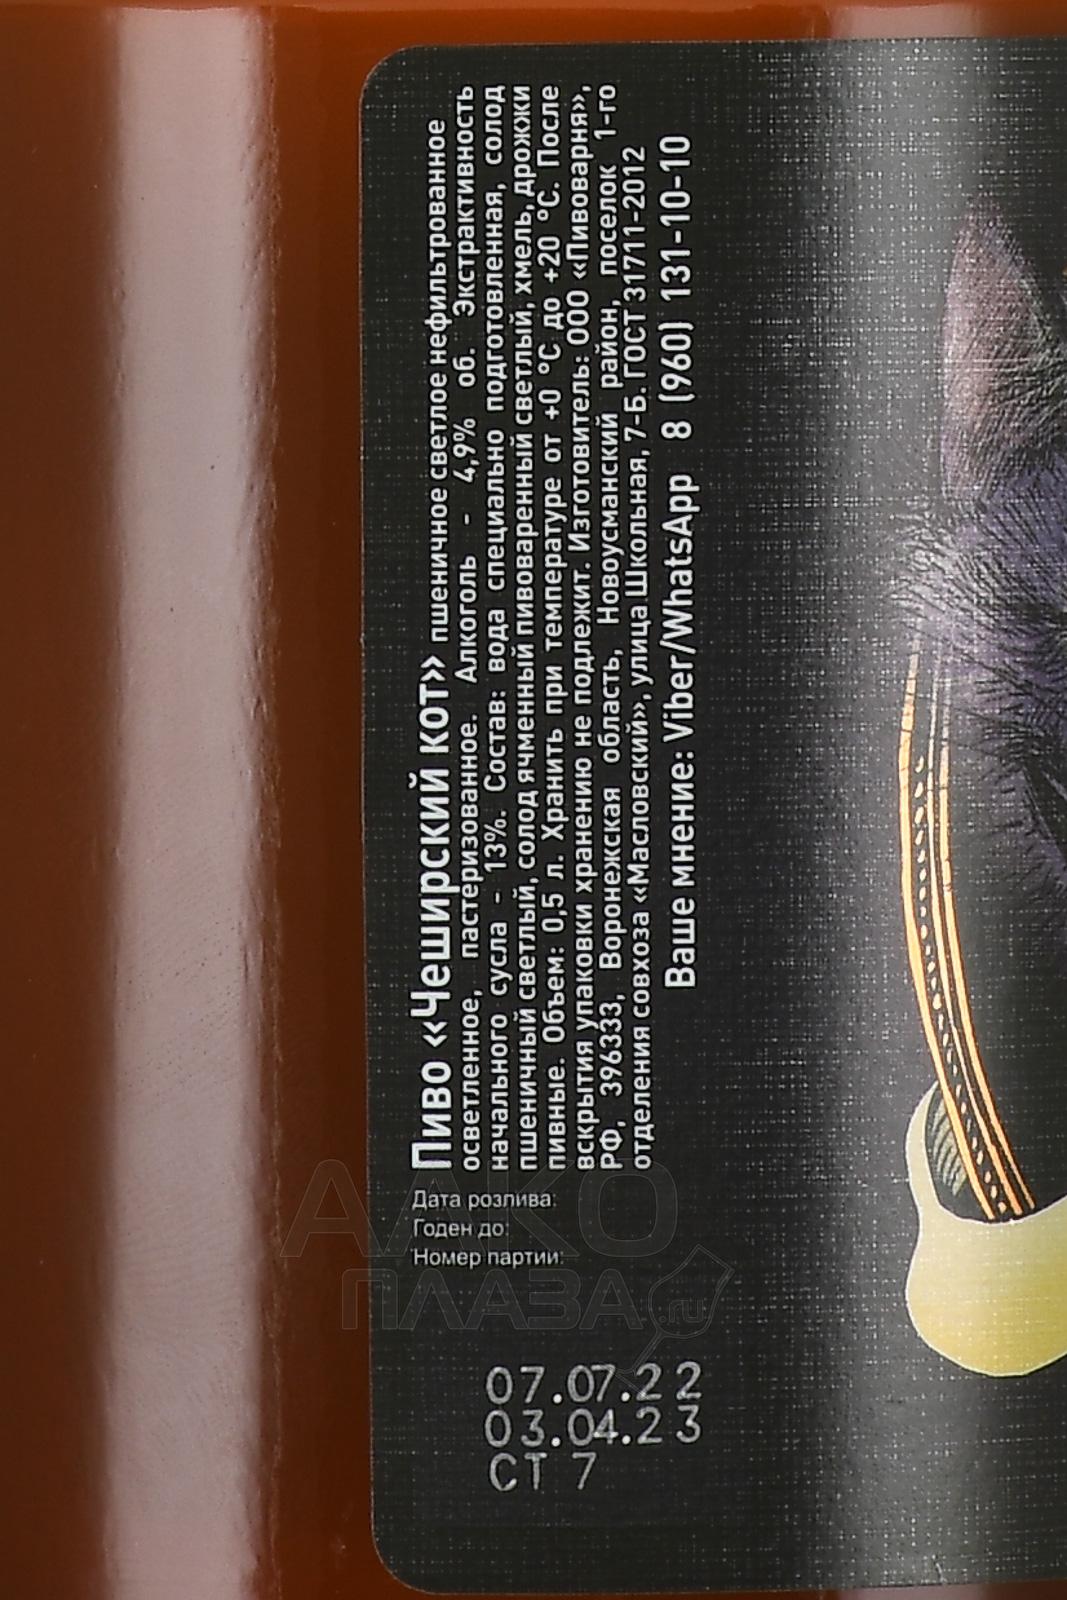 Пиво «Чеширский кот» пшеничное светлое нефильтрованное
осветленное, пастеризованное. Алкоголь - 4,9% об. Экстрактивность
начального сусла - 13%. Состав: вода специально подготовленная, солод
пшеничный светлый, солод ячменный пивоваренный светлый, хмель, дрожжи
пивные. Объем: 0,5 л. Хранить при температуре от +0 °C до +20 °C. После
вскрытия упаковки хранению не подлежит. Изготовитель: ООО «Пивоварня»,
РФ, 396333, Воронежская область, Новоусманский район, поселок 1-го
отделения совхоза «Масловский», улица Школьная, 7-Б. ГОСТ 31711-2012
Ваше мнение: Viber/WhatsApp 8 (960) 131-10-10
Дата розлива:
Годен до:
Номер партии:
АЛКО
ПЛАЗА.ru
07.07.22
03.04.23
СТ 7